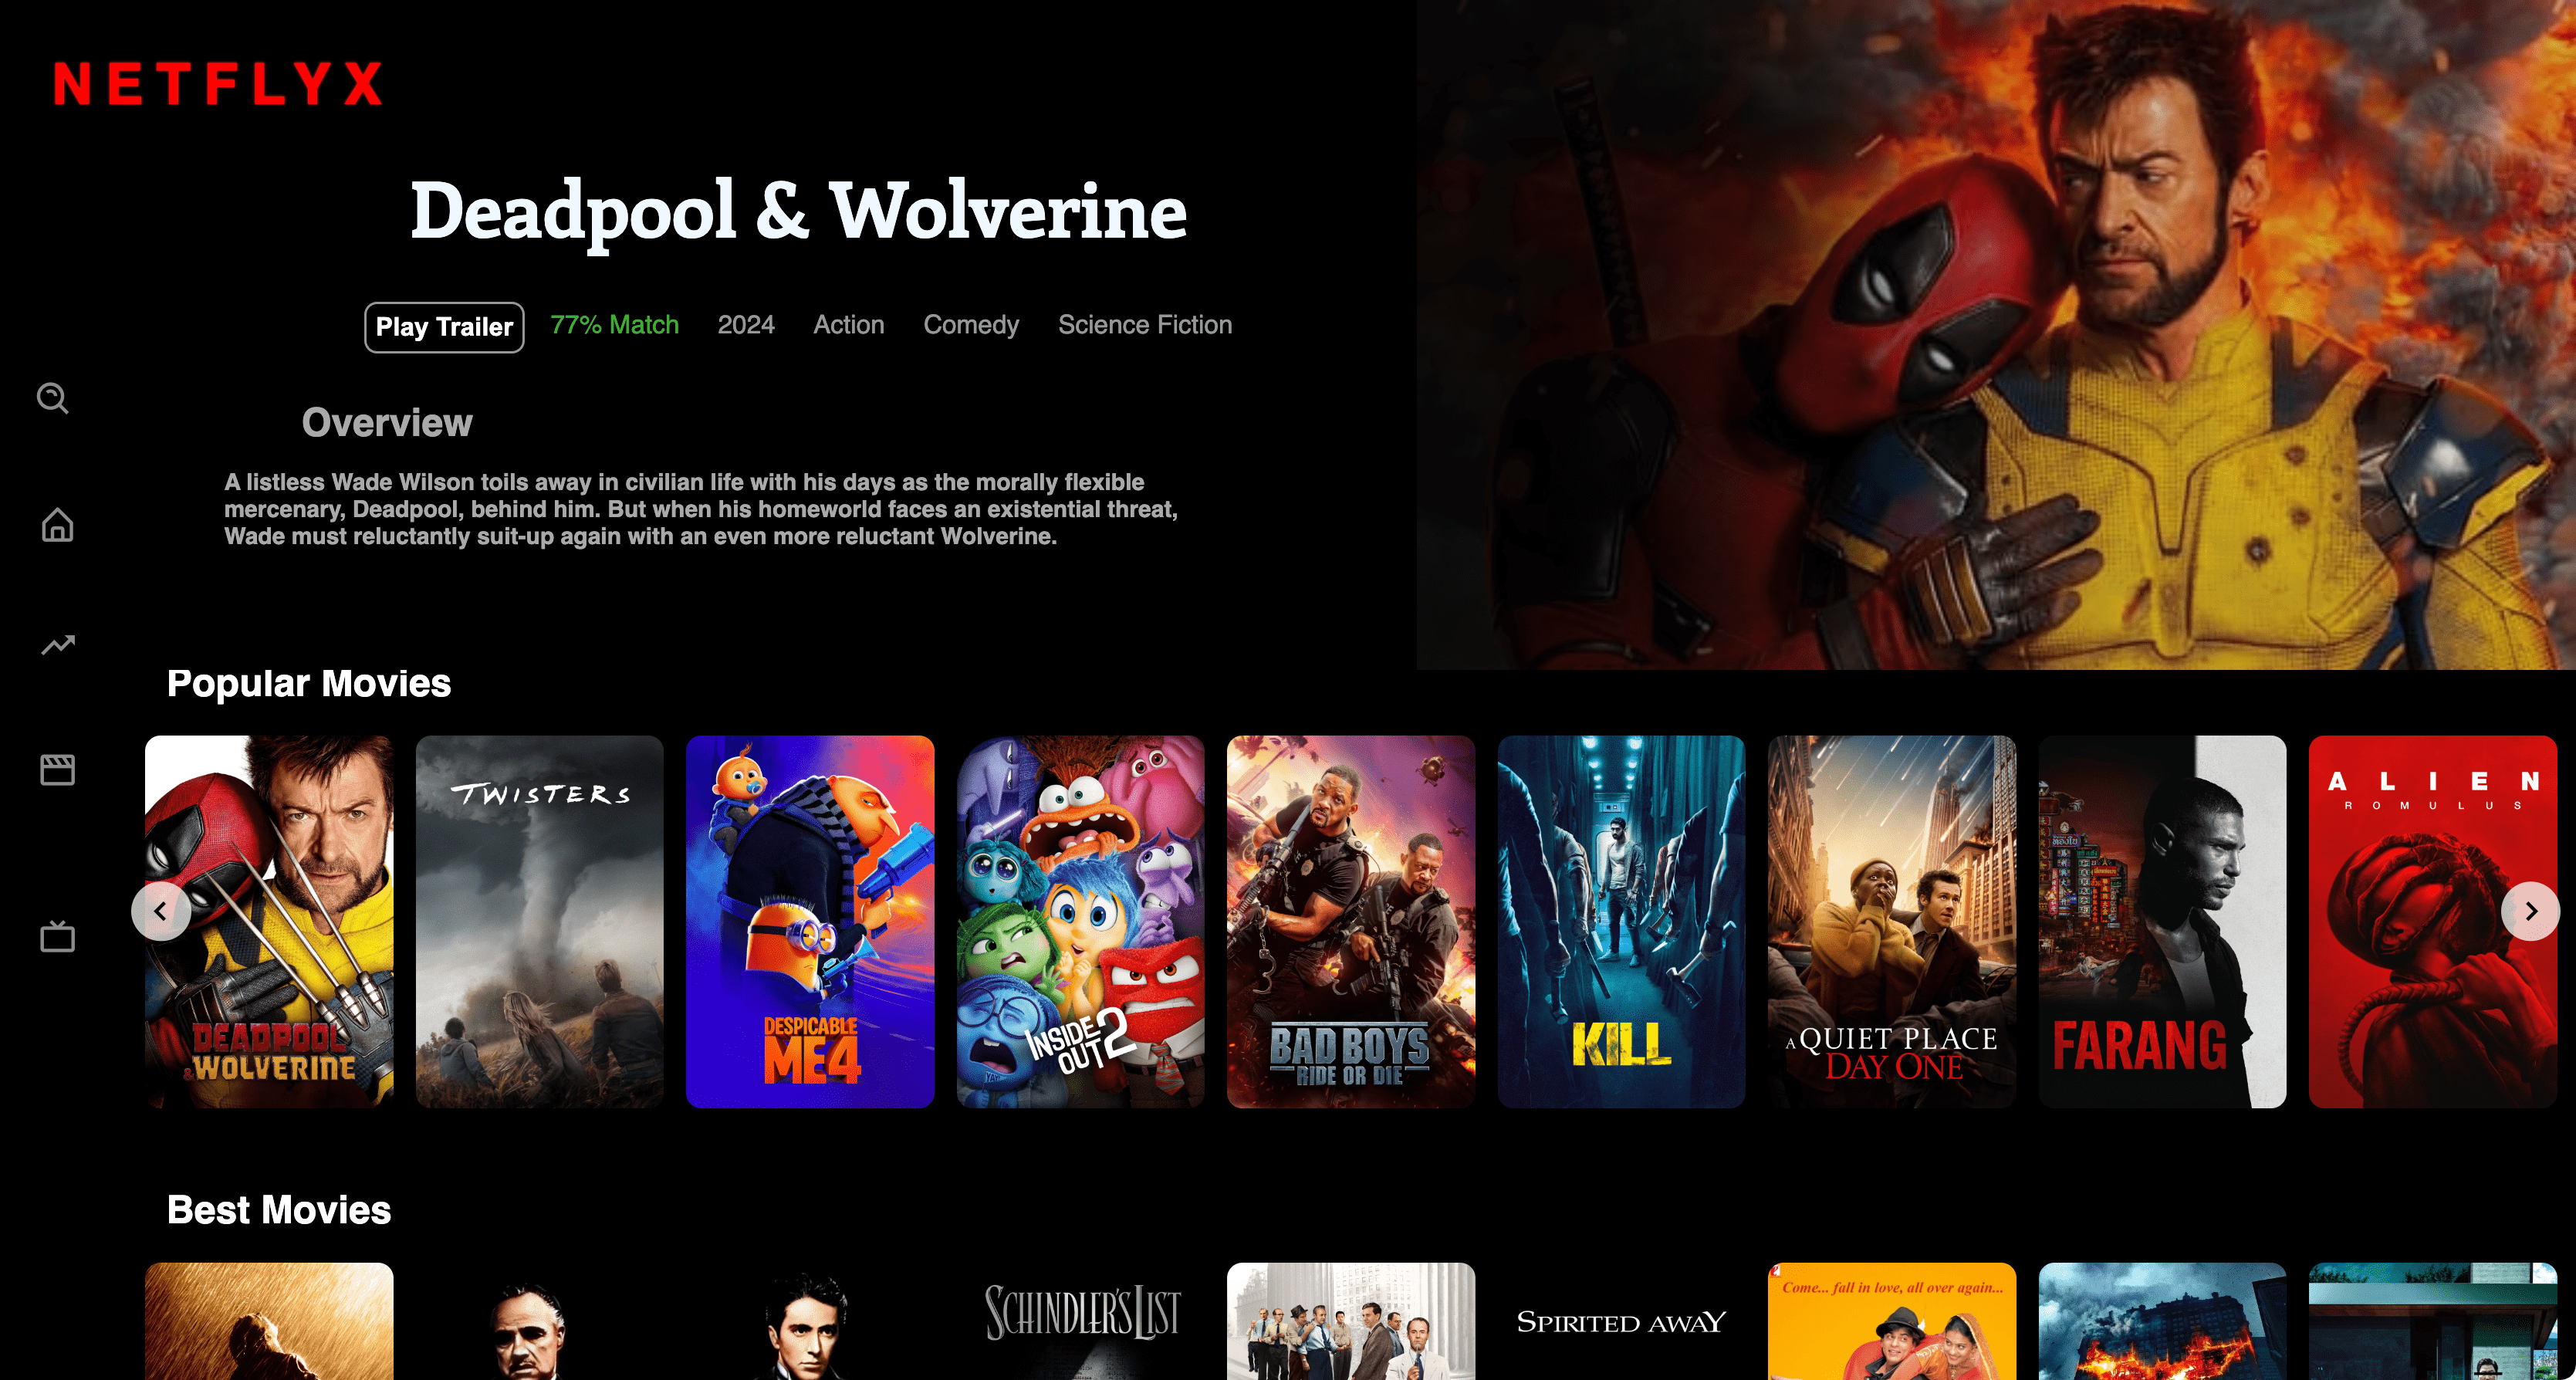 NETFLYX
Deadpool & Wolverine
Play Trailer 77% Match 2024 Action Comedy Science Fiction
Overview
A listless Wade Wilson toils away in civilian life with his days as the morally flexible
mercenary, Deadpool, behind him. But when his homeworld faces an existential threat,
Wade must reluctantly suit-up again with an even more reluctant Wolverine.
Popular Movies
DEADPOOL
& WOLVERINE
TWISTERS
DESPICABLE
ME 4
INSIDE
OUT 2
BAD BOYS
RIDE OR DIE
KILL
A QUIET PLACE
DAY ONE
FARANG
ALIEN
ROMULUS
Best Movies
SCHINDLER'S LIST
SPIRITED AWAY
Come... fall in love, all over again...